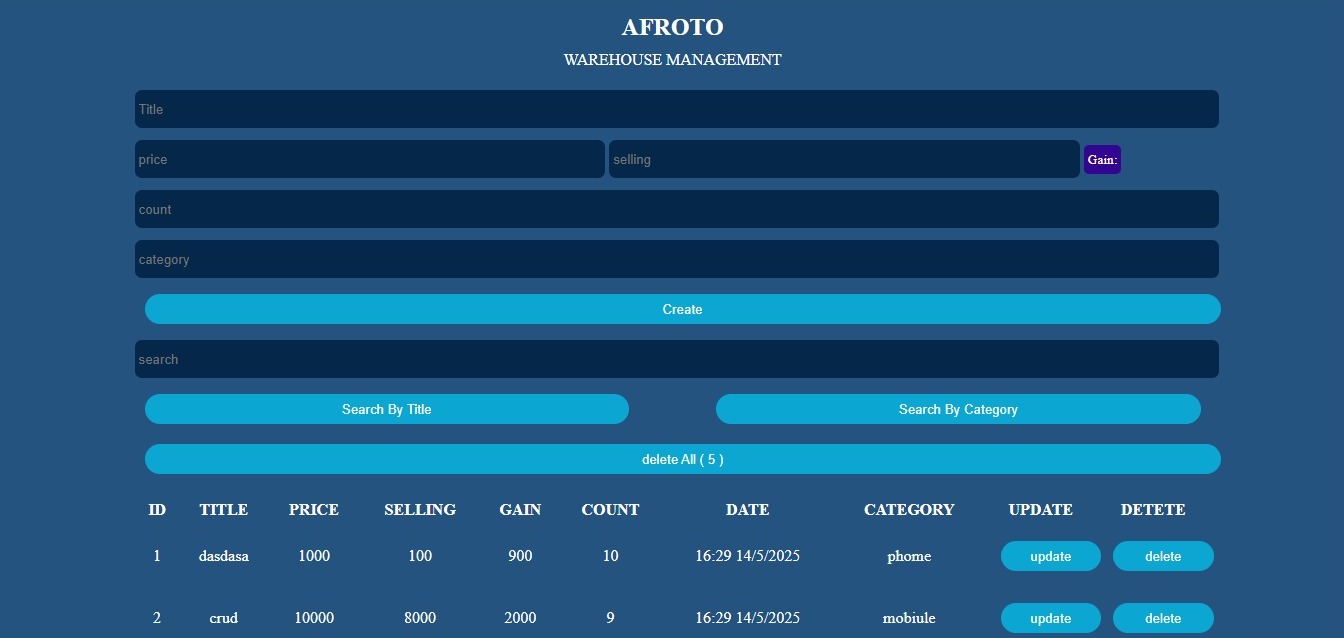 AFROTO
WAREHOUSE MANAGEMENT
Title
price selling Gain:
count
category
Create
search
Search By Title Search By Category
delete All ( 5 )
ID TITLE PRICE SELLING GAIN COUNT DATE CATEGORY UPDATE DETETE
1 dasdasa 1000 100 900 10 16:29 14/5/2025 phome update delete
2 crud 10000 8000 2000 9 16:29 14/5/2025 mobiule update delete